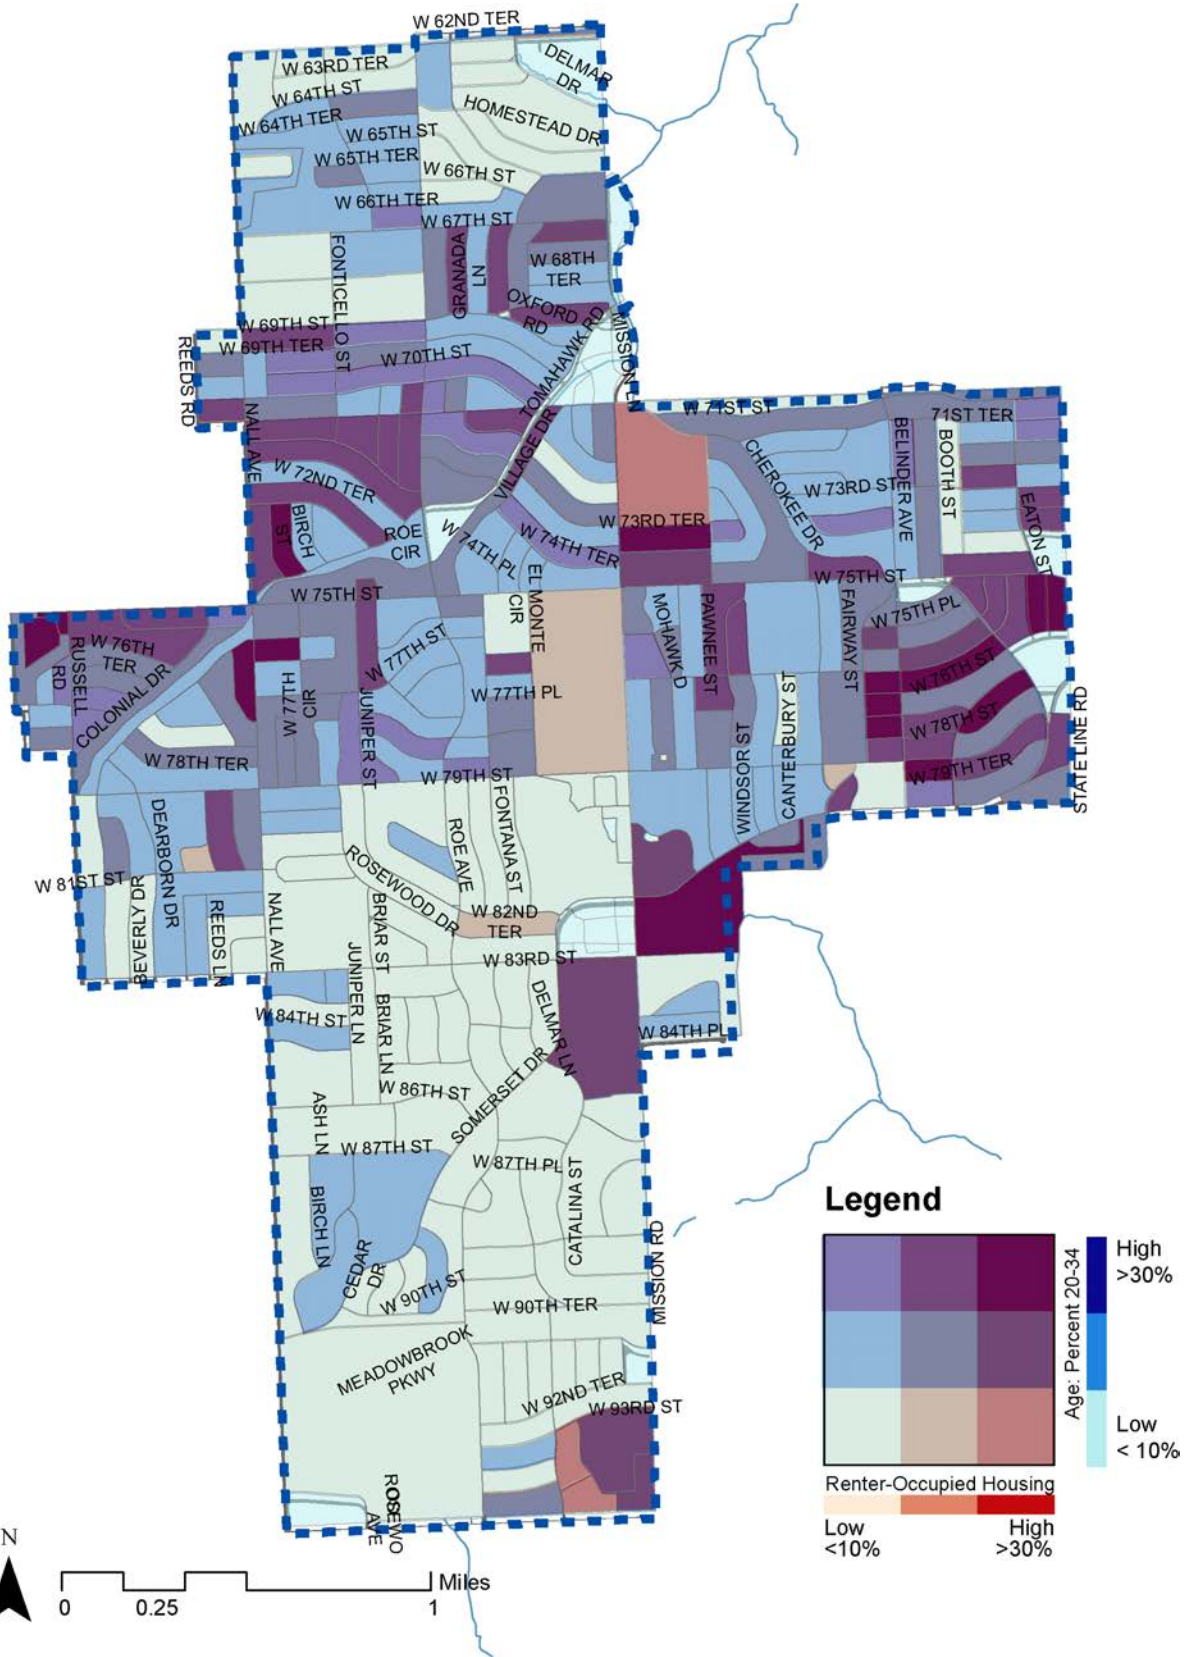 W 62ND TER
W 63RD TER
DELMAR
DR
W 64TH ST
W 64TH TER
HOMESTEAD DR
W 65TH ST
W 65TH TER
W 66TH ST
W 66TH TER
W 67TH ST
FONTICELLO ST
GRANADA
LN
W 68TH
TER
OXFORD
RD
W 69TH ST
W 69TH TER
REEDS RD
W 70TH ST
TOMAHAWK RD
MISSION LN
W 71ST ST
71ST TER
NALL AVE
VILLAGE DR
CHEROKEE DR
BELINDER AVE
BOOTH ST
W 72ND TER
W 73RD ST
EATON ST
BIRCH
ST
ROE
CIR
W 73RD TER
W 74TH TER
W 74TH PL
W 75TH ST
W 75TH ST
EL MONTE
CIR
MOHAWK D
PAWNEE ST
FAIRWAY ST
W 75TH PL
W 76TH
TER
RUSSELL
RD
COLONIAL DR
W 77TH ST
W 76TH ST
W 77TH
CIR
JUNIPER ST
W 77TH PL
WINDSOR ST
CANTERBURY ST
W 78TH ST
STATE LINE RD
W 78TH TER
W 79TH ST
W 79TH TER
DEARBORN DR
ROE AVE
FONTANA ST
ROSEWOOD DR
W 81ST ST
BEVERLY DR
REEDS LN
NALL AVE
BRIAR ST
W 82ND
TER
W 83RD ST
JUNIPER LN
BRIAR LN
DELMAR LN
W 84TH ST
W 84TH PL
SOMERSET DR
W 86TH ST
ASH LN
W 87TH ST
W 87TH PL
CATALINA ST
BIRCH LN
CEDAR
DR
W 90TH ST
W 90TH TER
MISSION RD
MEADOWBROOK
PKWY
W 92ND TER
W 93RD ST
ROSEWO
AVE
Legend
Age: Percent 20-34
High
>30%
Low
< 10%
Renter-Occupied Housing
Low
<10%
High
>30%
N
0
0.25
1
Miles